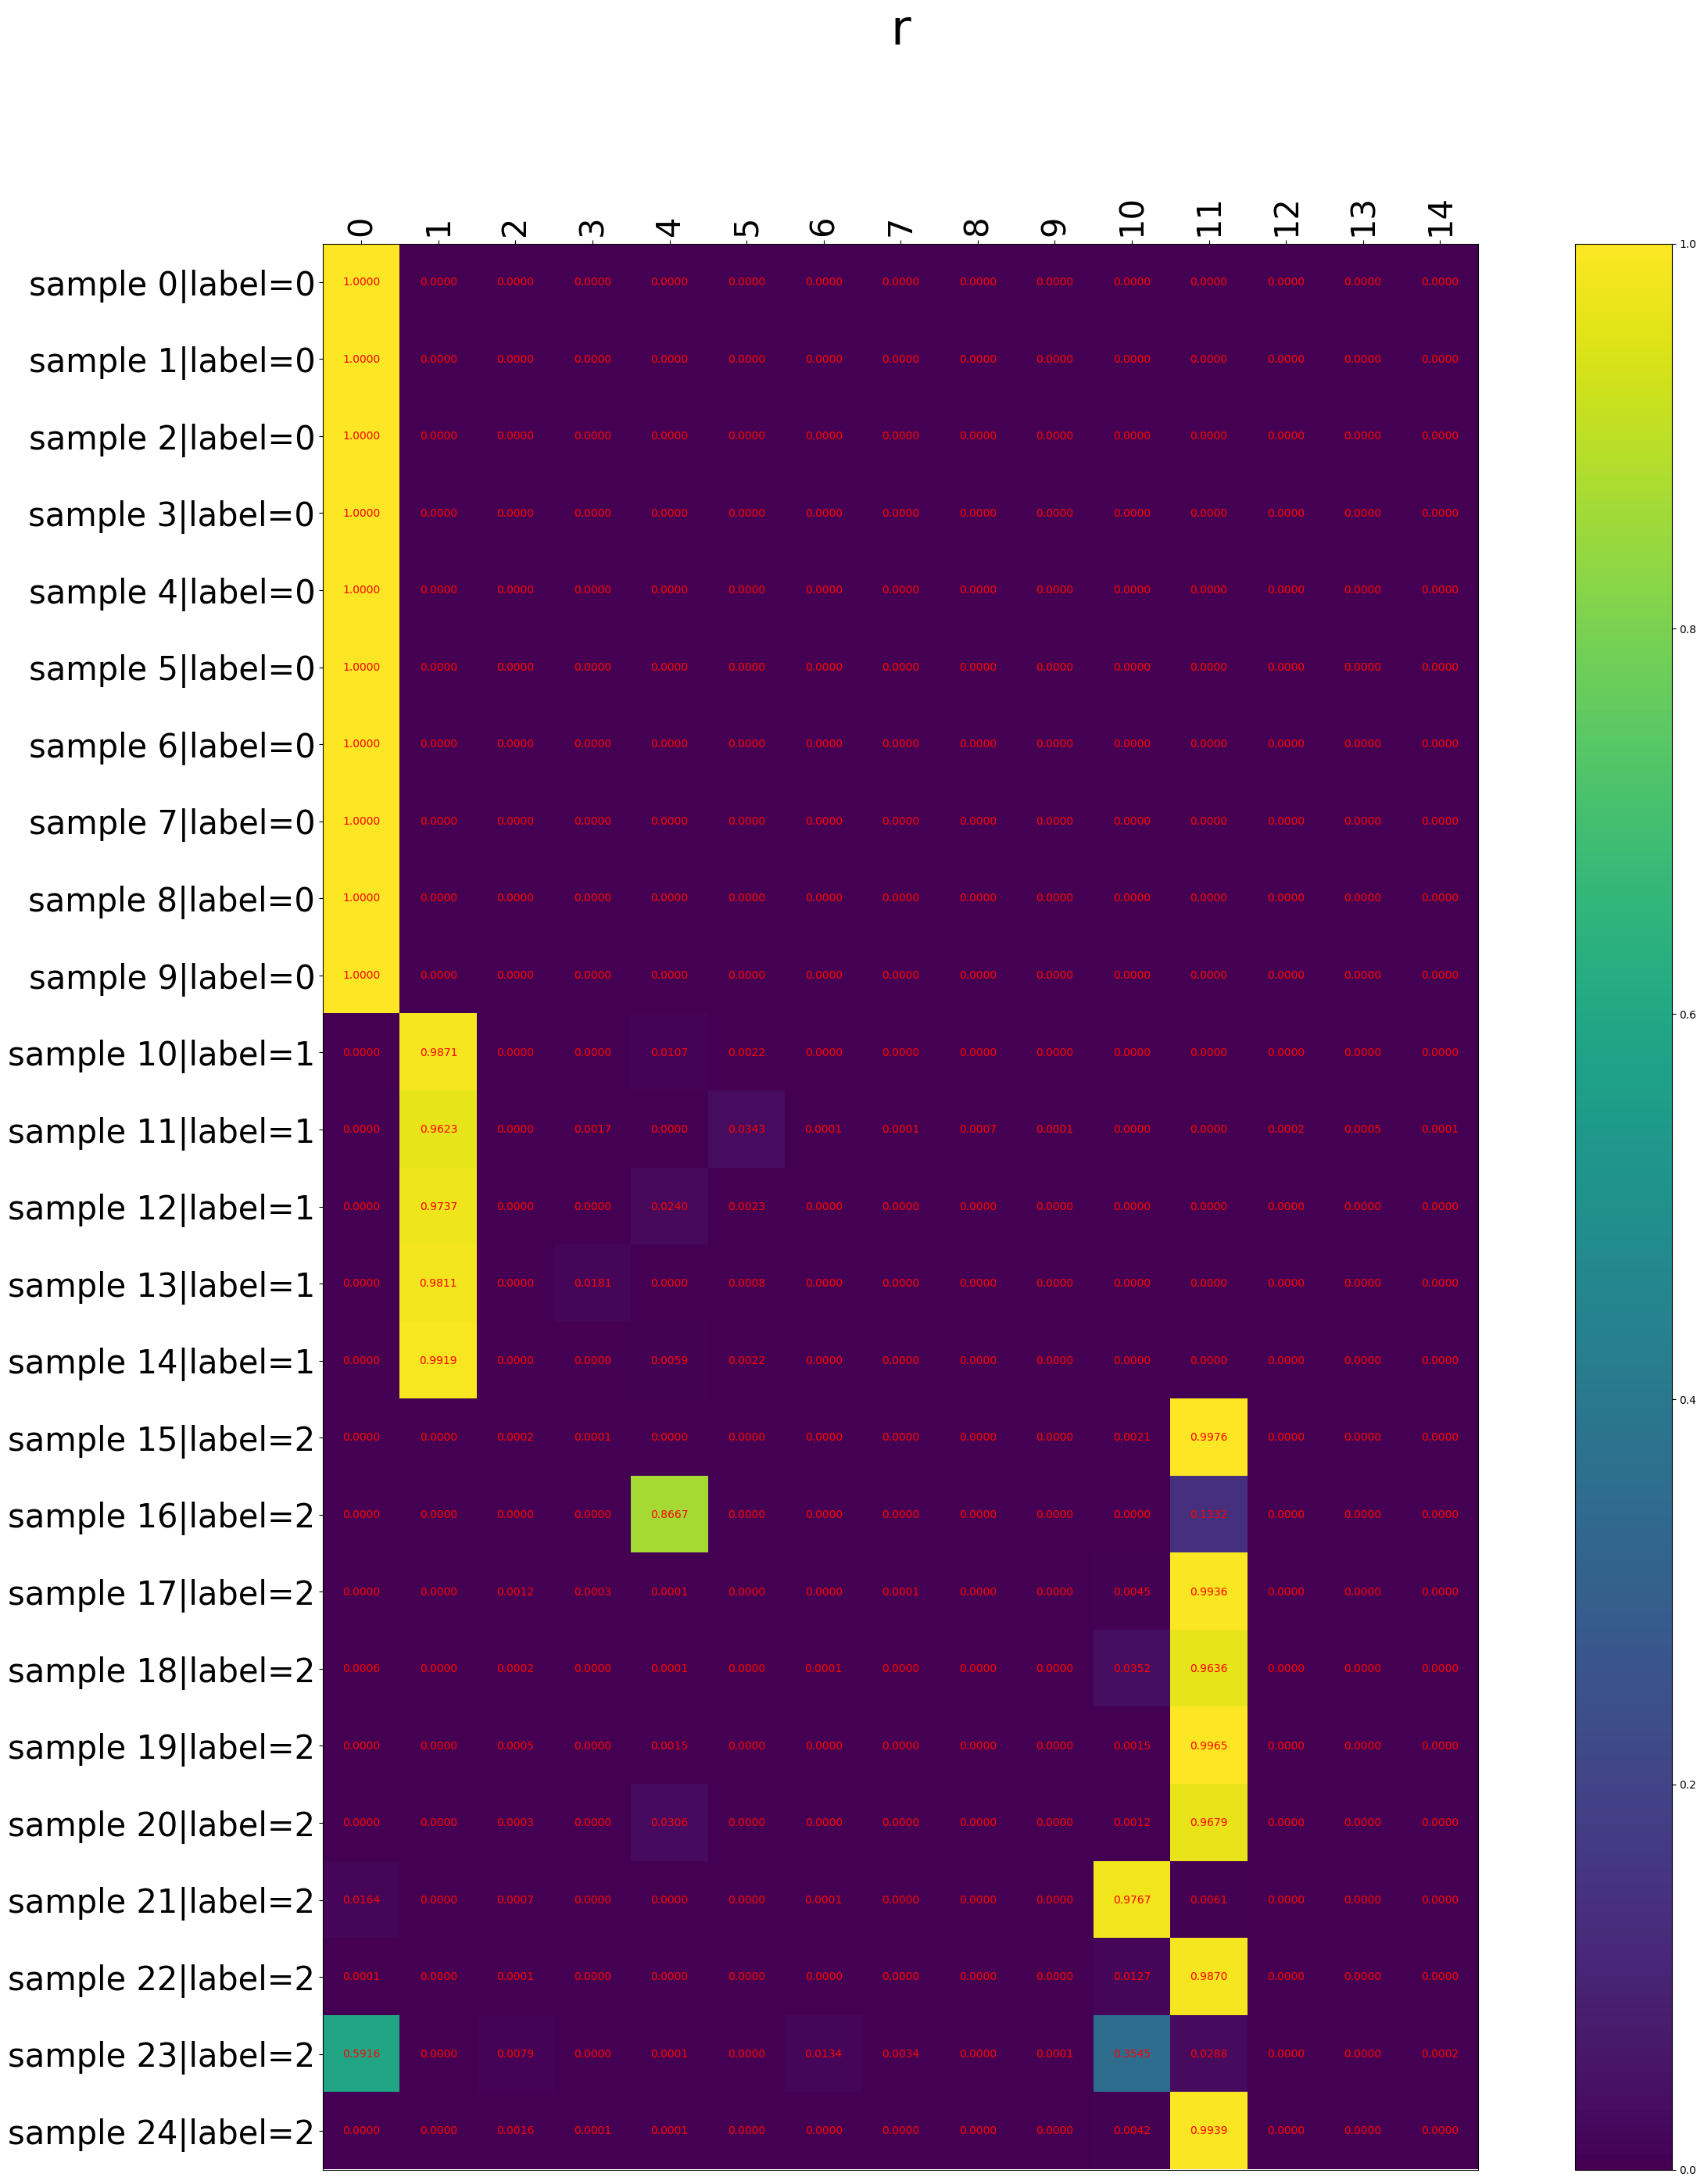 r
0 1 2 3 4 5 6 7 8 9 10 11 12 13 14
sample 0|label=0 1.0000 0.0000 0.0000 0.0000 0.0000 0.0000 0.0000 0.0000 0.0000 0.0000 0.0000 0.0000 0.0000 0.0000 0.0000
sample 1|label=0 1.0000 0.0000 0.0000 0.0000 0.0000 0.0000 0.0000 0.0000 0.0000 0.0000 0.0000 0.0000 0.0000 0.0000 0.0000
sample 2|label=0 1.0000 0.0000 0.0000 0.0000 0.0000 0.0000 0.0000 0.0000 0.0000 0.0000 0.0000 0.0000 0.0000 0.0000 0.0000
sample 3|label=0 1.0000 0.0000 0.0000 0.0000 0.0000 0.0000 0.0000 0.0000 0.0000 0.0000 0.0000 0.0000 0.0000 0.0000 0.0000
sample 4|label=0 1.0000 0.0000 0.0000 0.0000 0.0000 0.0000 0.0000 0.0000 0.0000 0.0000 0.0000 0.0000 0.0000 0.0000 0.0000
sample 5|label=0 1.0000 0.0000 0.0000 0.0000 0.0000 0.0000 0.0000 0.0000 0.0000 0.0000 0.0000 0.0000 0.0000 0.0000 0.0000
sample 6|label=0 1.0000 0.0000 0.0000 0.0000 0.0000 0.0000 0.0000 0.0000 0.0000 0.0000 0.0000 0.0000 0.0000 0.0000 0.0000
sample 7|label=0 1.0000 0.0000 0.0000 0.0000 0.0000 0.0000 0.0000 0.0000 0.0000 0.0000 0.0000 0.0000 0.0000 0.0000 0.0000
sample 8|label=0 1.0000 0.0000 0.0000 0.0000 0.0000 0.0000 0.0000 0.0000 0.0000 0.0000 0.0000 0.0000 0.0000 0.0000 0.0000
sample 9|label=0 1.0000 0.0000 0.0000 0.0000 0.0000 0.0000 0.0000 0.0000 0.0000 0.0000 0.0000 0.0000 0.0000 0.0000 0.0000
sample 10|label=1 0.0000 0.9871 0.0000 0.0000 0.0107 0.0022 0.0000 0.0000 0.0000 0.0000 0.0000 0.0000 0.0000 0.0000 0.0000
sample 11|label=1 0.0000 0.9623 0.0000 0.0017 0.0000 0.0343 0.0001 0.0001 0.0007 0.0001 0.0000 0.0000 0.0002 0.0005 0.0001
sample 12|label=1 0.0000 0.9737 0.0000 0.0000 0.0240 0.0023 0.0000 0.0000 0.0000 0.0000 0.0000 0.0000 0.0000 0.0000 0.0000
sample 13|label=1 0.0000 0.9811 0.0000 0.0181 0.0000 0.0008 0.0000 0.0000 0.0000 0.0000 0.0000 0.0000 0.0000 0.0000 0.0000
sample 14|label=1 0.0000 0.9919 0.0000 0.0000 0.0059 0.0022 0.0000 0.0000 0.0000 0.0000 0.0000 0.0000 0.0000 0.0000 0.0000
sample 15|label=2 0.0000 0.0000 0.0002 0.0001 0.0000 0.0000 0.0000 0.0000 0.0000 0.0000 0.0021 0.9976 0.0000 0.0000 0.0000
sample 16|label=2 0.0000 0.0000 0.0000 0.0000 0.8667 0.0000 0.0000 0.0000 0.0000 0.0000 0.0000 0.1332 0.0000 0.0000 0.0000
sample 17|label=2 0.0000 0.0000 0.0012 0.0003 0.0001 0.0000 0.0000 0.0001 0.0000 0.0000 0.0045 0.9936 0.0000 0.0000 0.0000
sample 18|label=2 0.0006 0.0000 0.0002 0.0000 0.0001 0.0000 0.0001 0.0000 0.0000 0.0000 0.0352 0.9636 0.0000 0.0000 0.0000
sample 19|label=2 0.0000 0.0000 0.0005 0.0000 0.0015 0.0000 0.0000 0.0000 0.0000 0.0000 0.0015 0.9965 0.0000 0.0000 0.0000
sample 20|label=2 0.0000 0.0000 0.0003 0.0000 0.0306 0.0000 0.0000 0.0000 0.0000 0.0000 0.0012 0.9679 0.0000 0.0000 0.0000
sample 21|label=2 0.0164 0.0000 0.0007 0.0000 0.0000 0.0000 0.0001 0.0000 0.0000 0.0000 0.9767 0.0061 0.0000 0.0000 0.0000
sample 22|label=2 0.0001 0.0000 0.0001 0.0000 0.0000 0.0000 0.0000 0.0000 0.0000 0.0000 0.0127 0.9870 0.0000 0.0000 0.0000
sample 23|label=2 0.5916 0.0000 0.0079 0.0000 0.0001 0.0000 0.0134 0.0034 0.0000 0.0001 0.3545 0.0288 0.0000 0.0000 0.0002
sample 24|label=2 0.0000 0.0000 0.0016 0.0001 0.0001 0.0000 0.0000 0.0000 0.0000 0.0000 0.0042 0.9939 0.0000 0.0000 0.0000
1.0
0.8
0.6
0.4
0.2
0.0